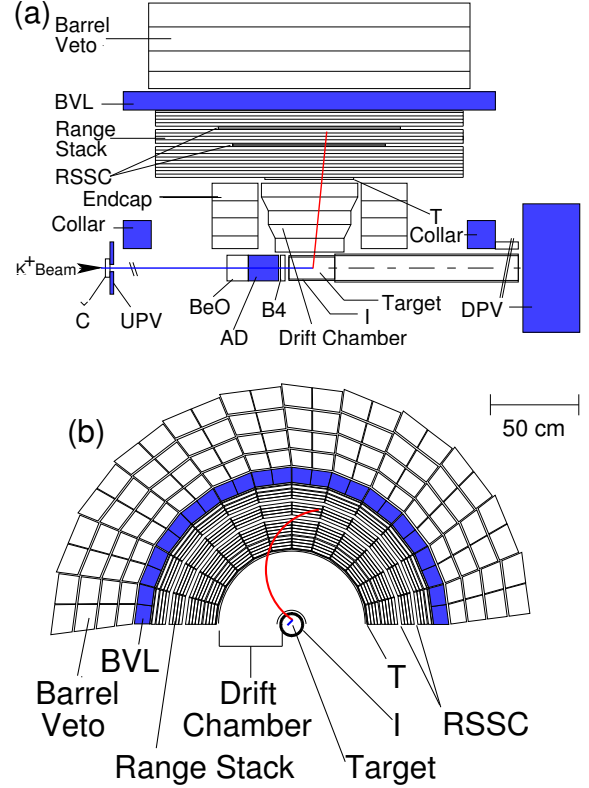 (a)
Barrel
Veto
BVL
Range
Stack
RSSC
Endcap
T
Collar
Collar
K+ Beam
Č
UPV
BeO
AD
B4
I
Target
Drift Chamber
DPV
50 cm
(b)
BVL
Barrel
Veto
Drift
Chamber
Range Stack
T
I
Target
RSSC